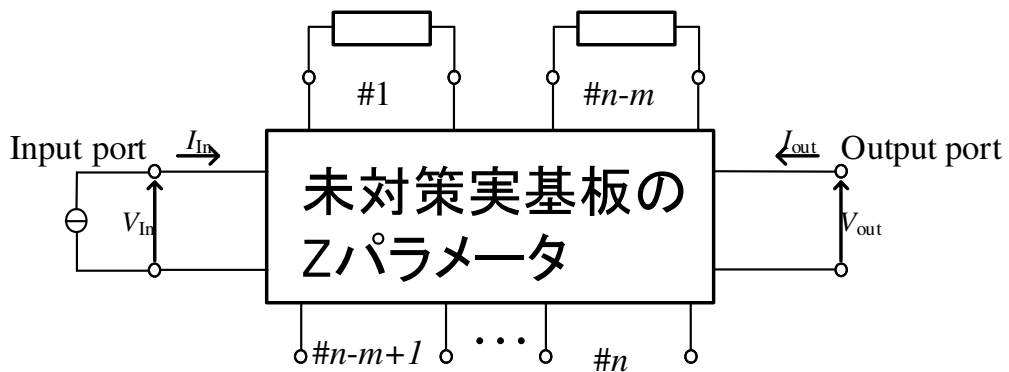 #1
#n-m
Input port
I_In
I_out
Output port
V_In
未対策実基板の
Zパラメータ
V_out
#n-m+1
…
#n